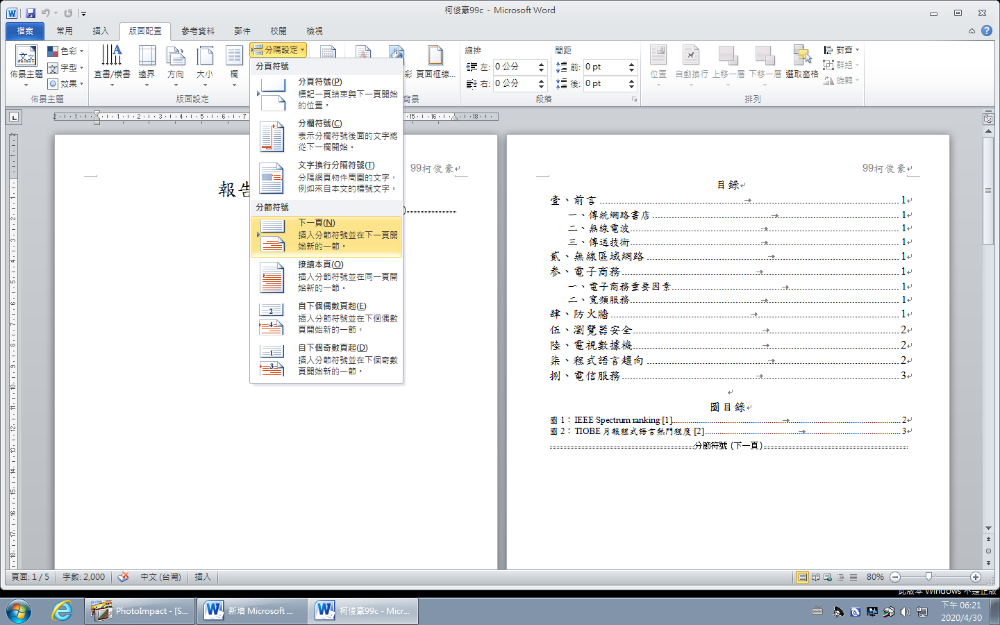 柯俊豪99c - Microsoft Word
檔案 常用 插入 版面配置 參考資料 郵件 校閱 檢視
佈景主題
色彩
字型
效果
佈景主題
直書/橫書 邊界 方向 大小 欄
版面設定
分隔設定
彩 頁面框線...
背景
縮排
左: 0 公分
右: 0 公分
間距
前: 0 pt
後: 0 pt
段落
位置 自動換行 上移一層 下移一層 選取窗格
對齊
群組
旋轉
排列
分頁符號
分頁符號(P)
標記一頁結束與下一頁開始
的位置。
分欄符號(C)
表示分欄符號後面的文字將
從下一欄開始。
文字換行分隔符號(T)
分隔網頁物件周圍的文字，
例如來自本文的標號文字。
分節符號
下一頁(N)
插入分節符號並在下一頁開
始新的一節。
接續本頁(O)
插入分節符號並在同一頁開
始新的一節。
自下個偶數頁起(E)
插入分節符號並在下個偶數
頁開始新的一節。
自下個奇數頁起(D)
插入分節符號並在下個奇數
頁開始新的一節。
99柯俊豪
報告
99柯俊豪
目錄
壹、前言 1
一、傳統網路書店 1
二、無線電波 1
三、傳送技術 1
貳、無線區域網路 1
參、電子商務 1
一、電子商務重要因素 1
二、寬頻服務 1
肆、防火牆 1
伍、瀏覽器安全 2
陸、電視數據機 2
柒、程式語言趨向 2
捌、電信服務 3
圖目錄
圖 1：IEEE Spectrum ranking [1] 2
圖 2：TIOBE 月報程式語言熱門程度 [2] 3
分節符號 (下一頁)
頁面: 1 / 5 字數: 2,000 中文 (台灣) 插入 80%
此版本 Windows 不是正版
PhotoImpact - [S... 新增 Microsoft ... 柯俊豪99c - Micr...
下午 06:21
2020/4/30